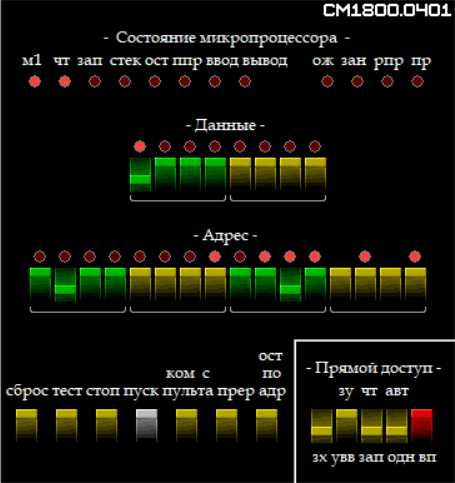 СМ1800.0401
- Состояние микропроцессора -
м1 чт зап стек ост ппр ввод вывод ож зан рпр пр
- Данные -
- Адрес -
ост
ком с по
сброс тест стоп пуск пульта прер адр
- Прямой доступ -
зу чт авт
зх увв зап одн вп